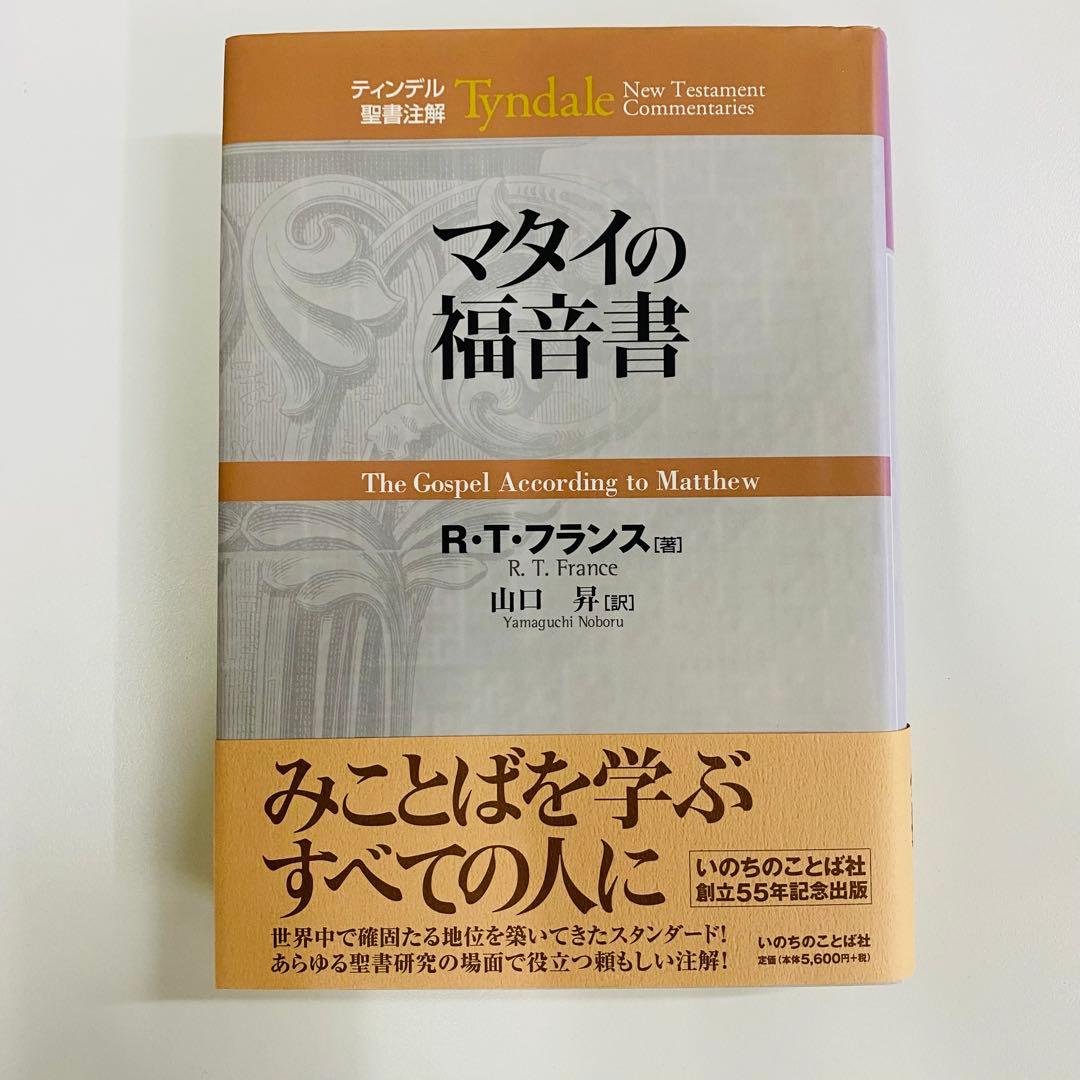 ティンデル
聖書注解
Tyndale
New Testament
Commentaries
マタイの
福音書
The Gospel According to Matthew
R・T・フランス[著]
R. T. France
山口 昇[訳]
Yamaguchi Noboru
みことばを学ぶ
すべての人に
いのちのことば社
創立55年記念出版
世界中で確固たる地位を築いてきたスタンダード!
あらゆる聖書研究の場面で役立つ頼もしい注解!
いのちのことば社
定価(本体5,600円+税)